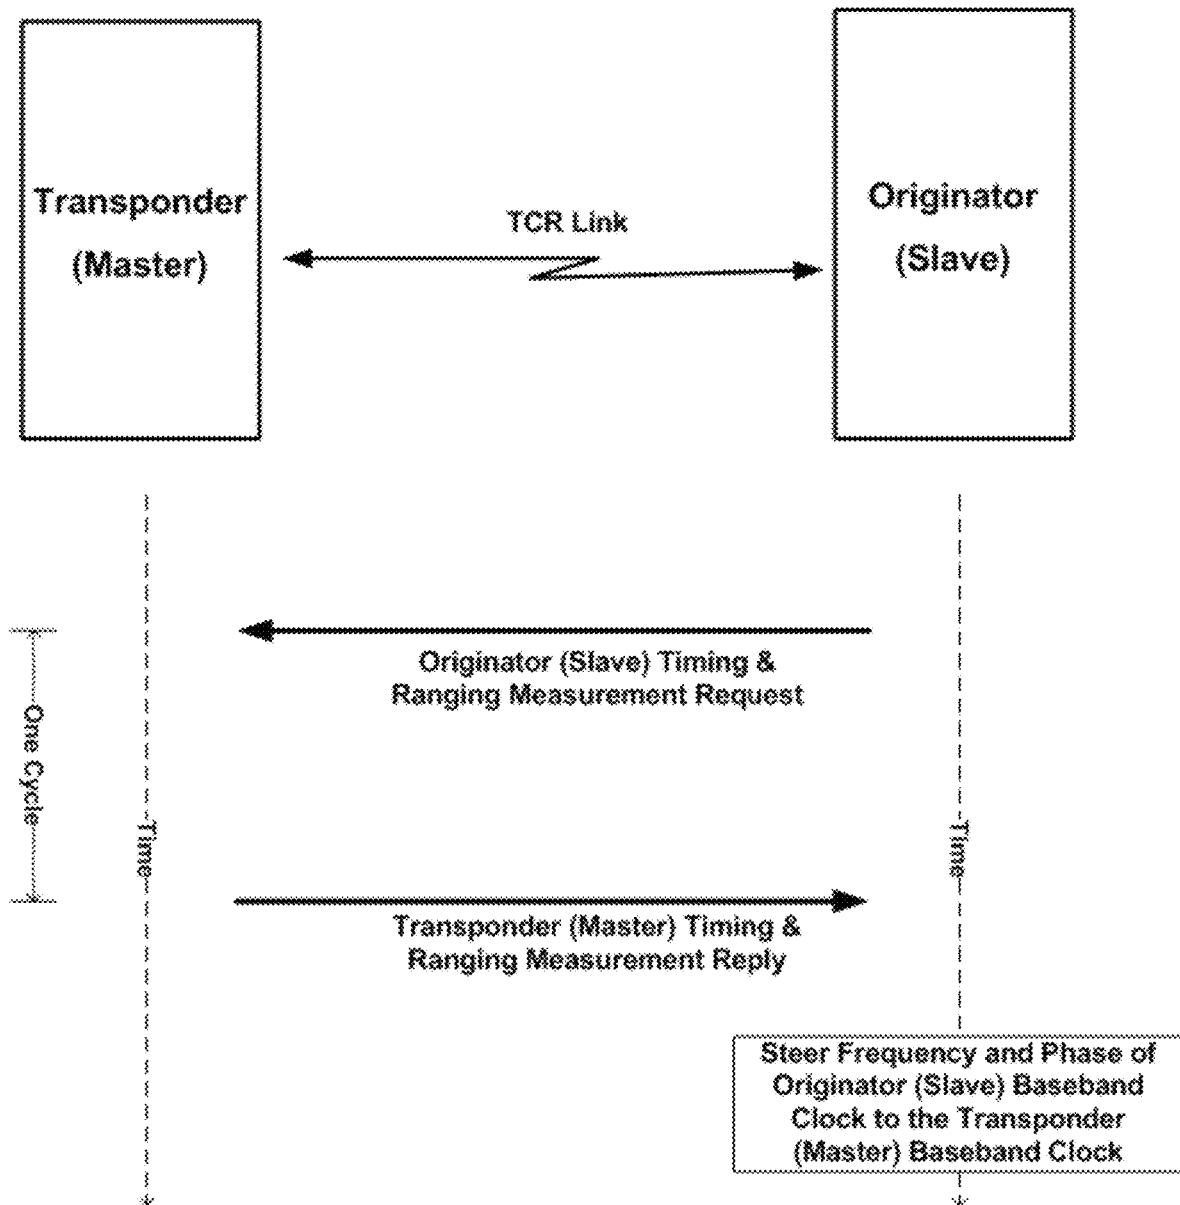 Transponder
(Master)
TCR Link
Originator
(Slave)
Originator (Slave) Timing &
Ranging Measurement Request
One Cycle
Time
Time
Transponder (Master) Timing &
Ranging Measurement Reply
Steer Frequency and Phase of
Originator (Slave) Baseband
Clock to the Transponder
(Master) Baseband Clock